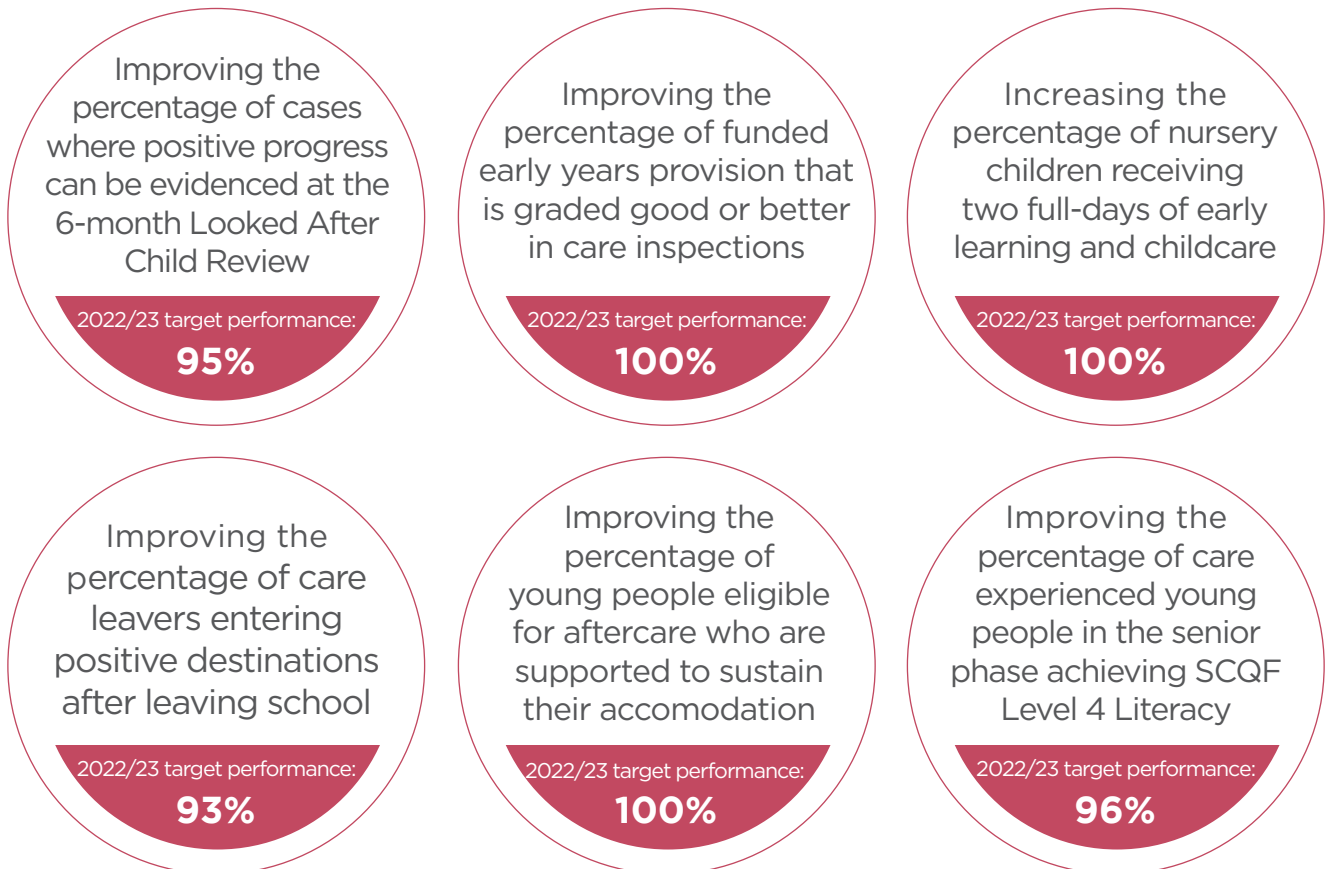 Improving the
percentage of cases
where positive progress
can be evidenced at the
6-month Looked After
Child Review
2022/23 target performance:
95%
Improving the
percentage of funded
early years provision that
is graded good or better
in care inspections
2022/23 target performance:
100%
Increasing the
percentage of nursery
children receiving
two full-days of early
learning and childcare
2022/23 target performance:
100%
Improving the
percentage of care
leavers entering
positive destinations
after leaving school
2022/23 target performance:
93%
Improving the
percentage of
young people eligible
for aftercare who are
supported to sustain
their accomodation
2022/23 target performance:
100%
Improving the
percentage of care
experienced young
people in the senior
phase achieving SCQF
Level 4 Literacy
2022/23 target performance:
96%